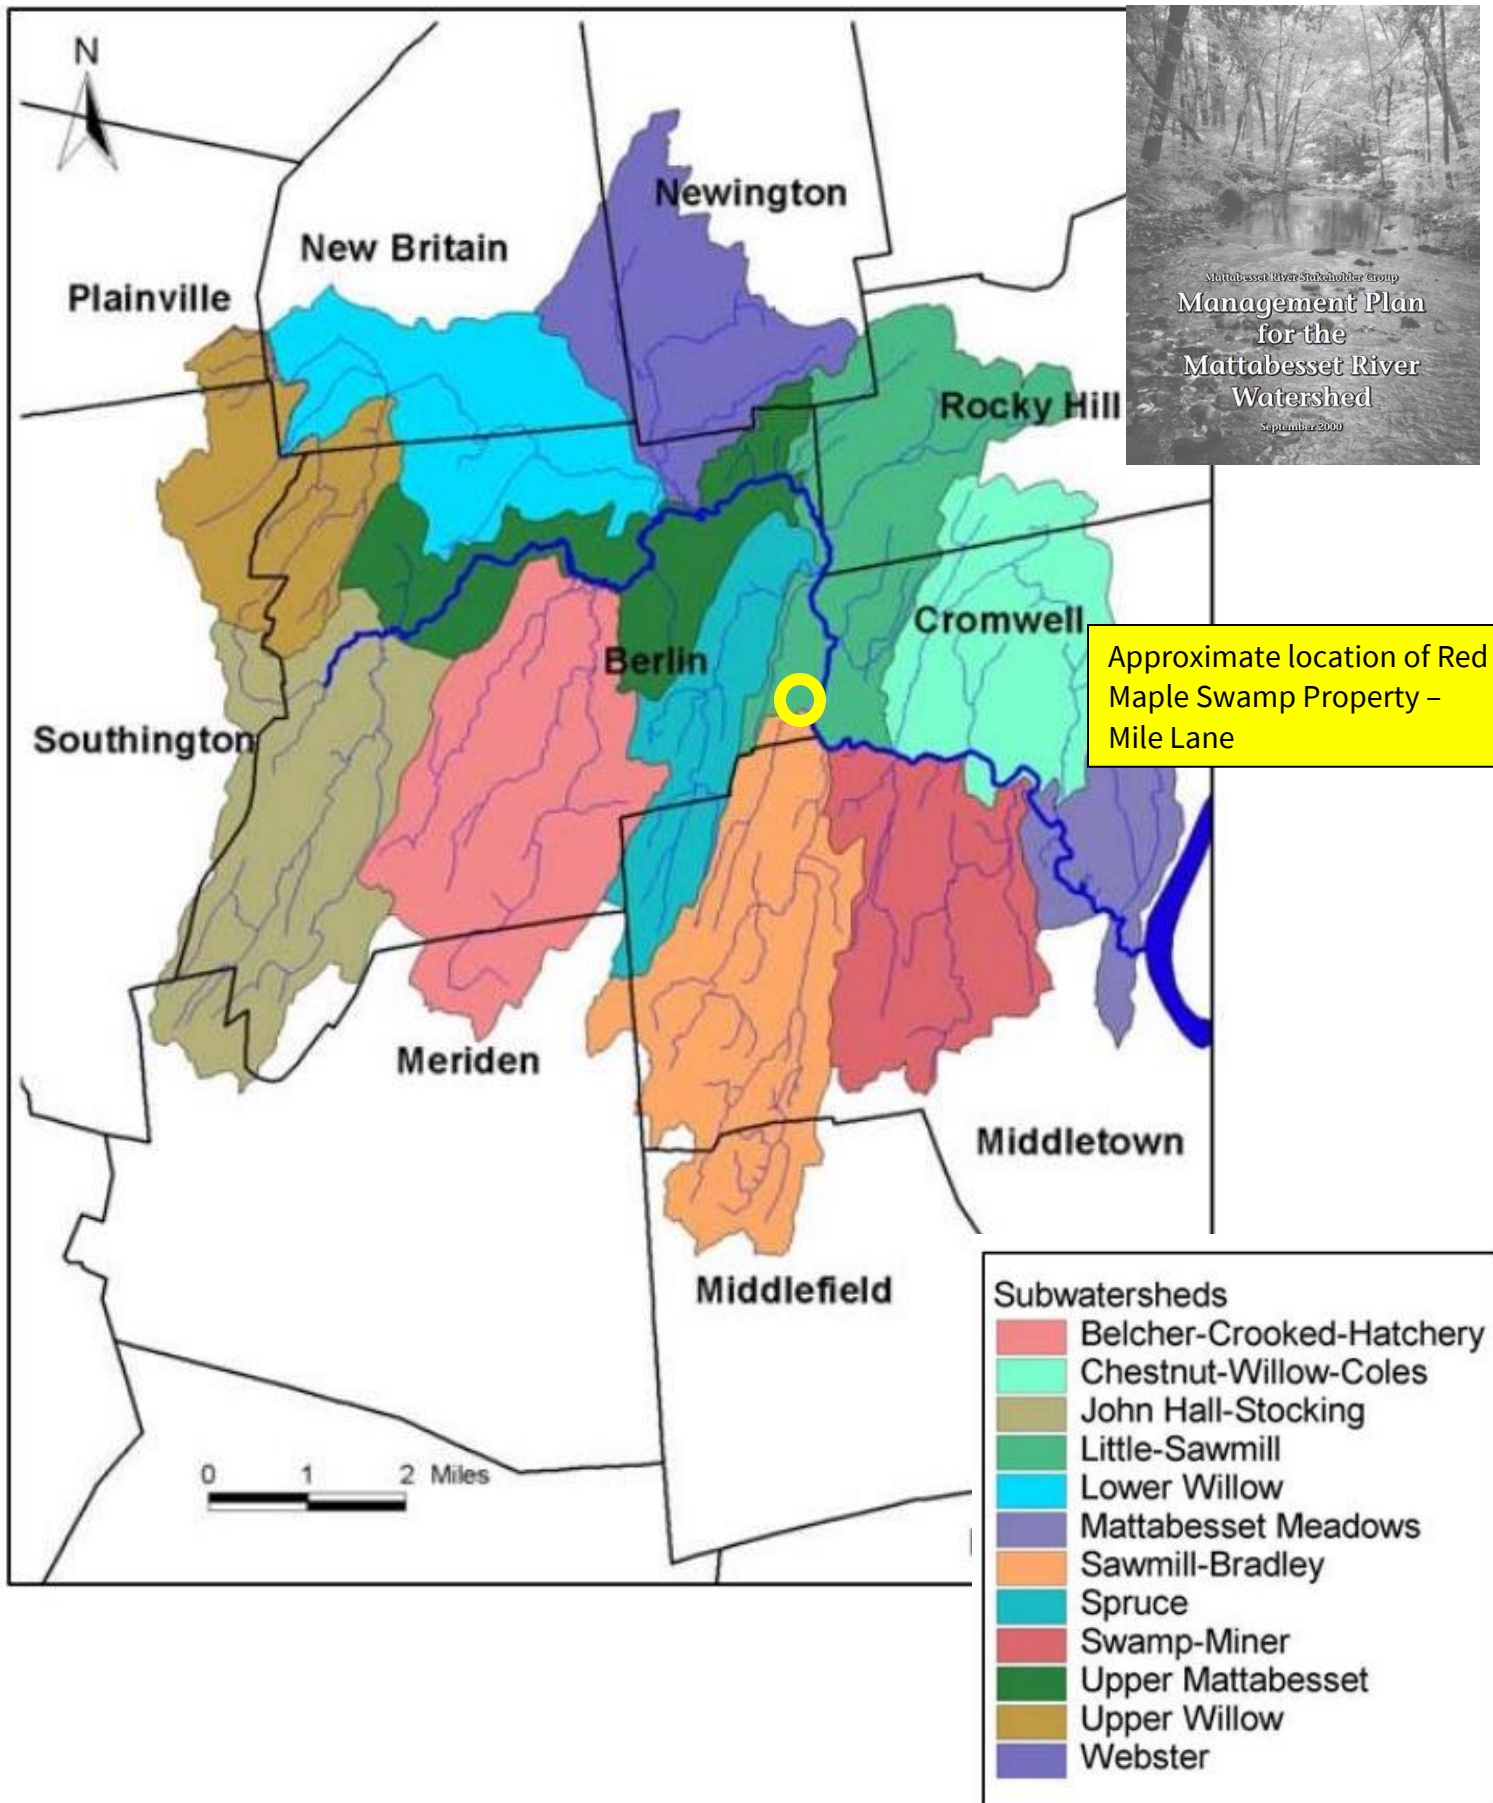 N
Newington
New Britain
Plainville
Rocky Hill
Cromwell
Berlin
Southington
Meriden
Middletown
Middlefield
0 1 2 Miles
Mattabesset River Stakeholder Group
Management Plan
for the
Mattabesset River
Watershed
September 2000
Approximate location of Red
Maple Swamp Property –
Mile Lane
Subwatersheds
Belcher-Crooked-Hatchery
Chestnut-Willow-Coles
John Hall-Stocking
Little-Sawmill
Lower Willow
Mattabesset Meadows
Sawmill-Bradley
Spruce
Swamp-Miner
Upper Mattabesset
Upper Willow
Webster